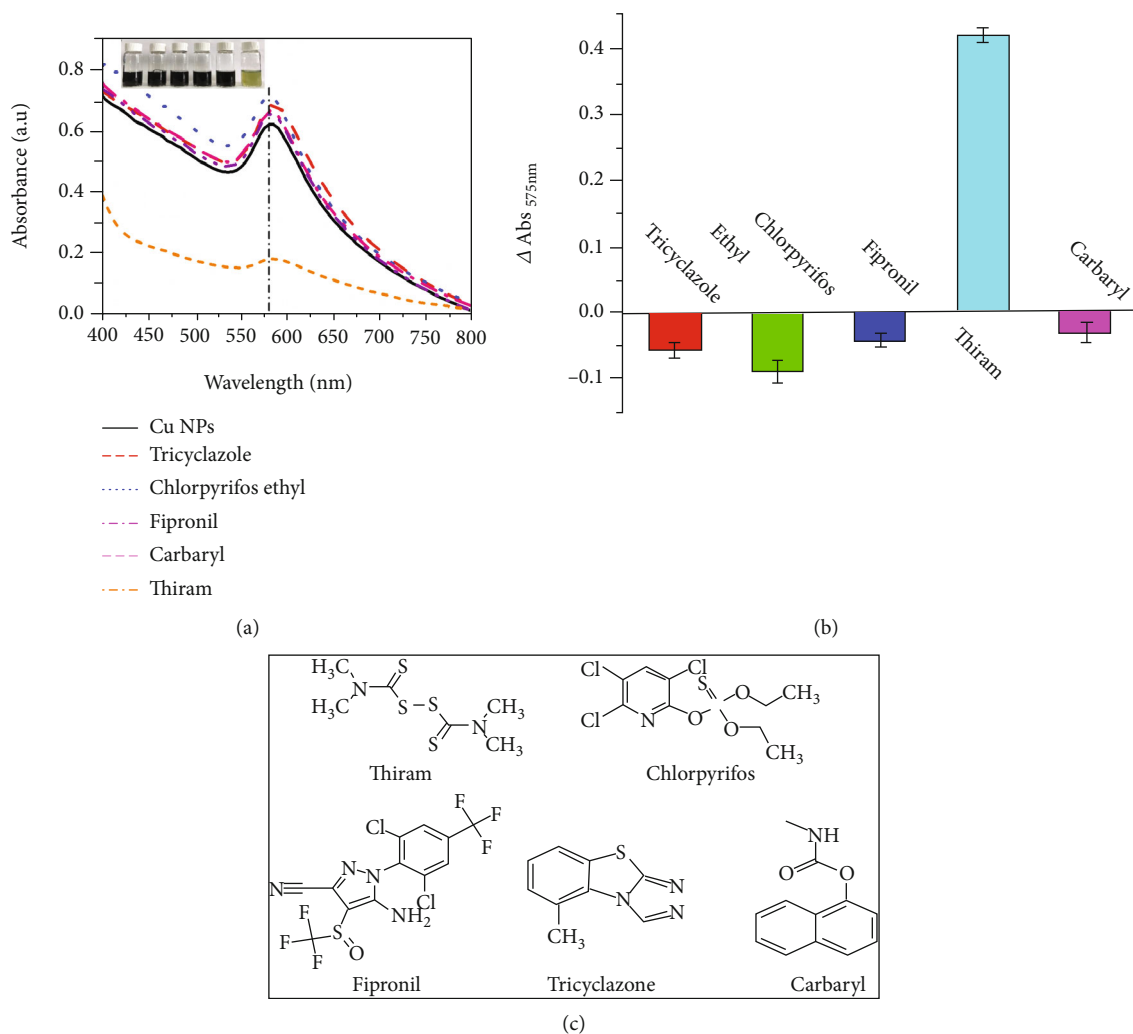 0.8
0.6
0.4
0.2
0.0
Absorbance (a.u)
400 450 500 550 600 650 700 750 800
Wavelength (nm)
Cu NPs
Tricyclazole
Chlorpyrifos ethyl
Fipronil
Carbaryl
Thiram
(a)
0.4
0.3
0.2
0.1
0.0
–0.1
Δ Abs 575nm
Tricyclazole
Ethyl
Chlorpyrifos
Fipronil
Thiram
Carbaryl
(b)
H₃C
N
H₃C
S
S
S
S
N
CH₃
CH₃
Thiram
Cl
Cl
Cl
N
O
S
O
CH₃
O
CH₃
Chlorpyrifos
F
F
F
Cl
Cl
N
N
N
NH₂
S
O
F
F
F
Fipronil
S
N
N
N
CH₃
Tricyclazone
NH
O
O
Carbaryl
(c)